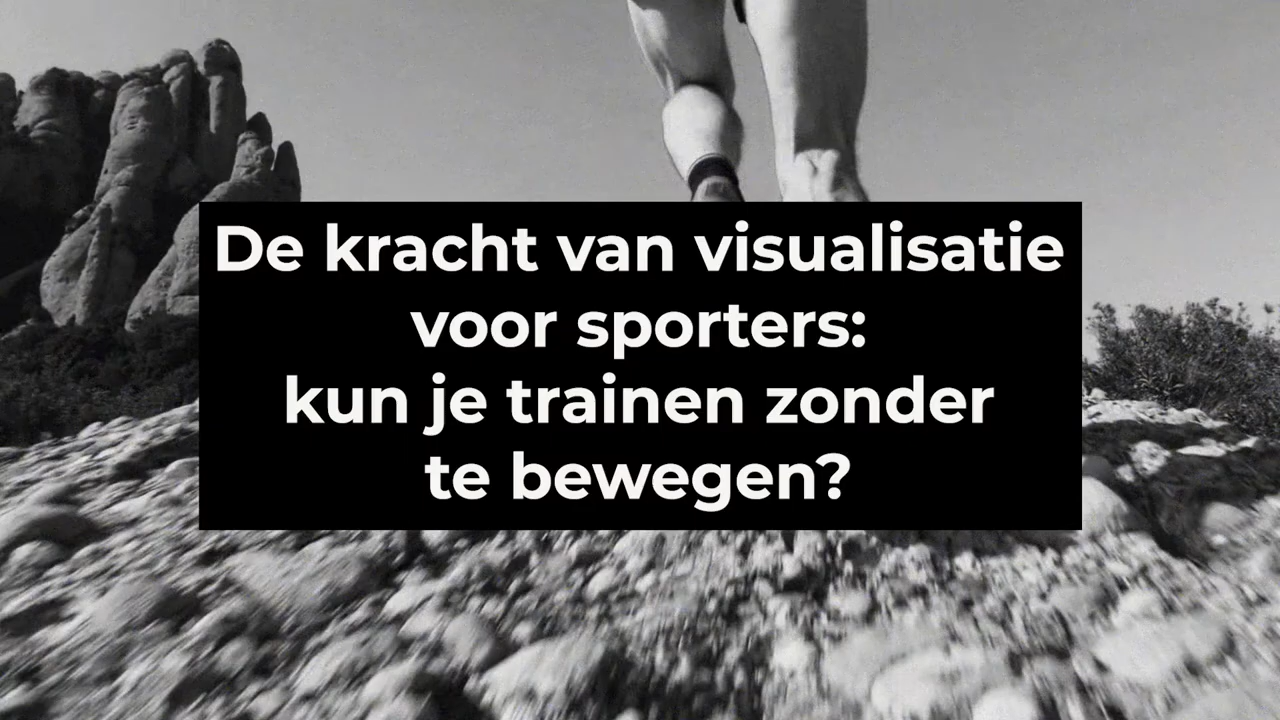 De kracht van visualisatie
voor sporters:
kun je trainen zonder
te bewegen?